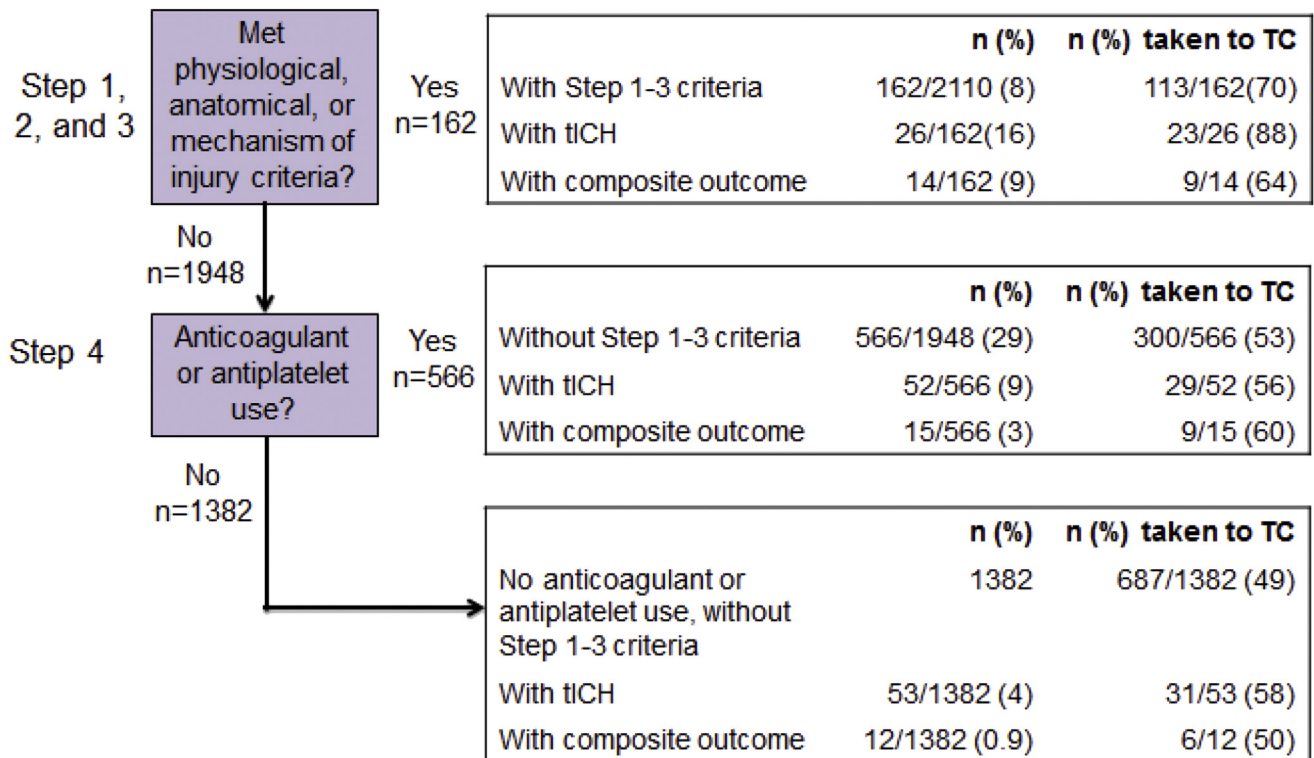 Step 1,
2, and 3
Met
physiological,
anatomical, or
mechanism of
injury criteria?
Yes
n=162
n (%) n (%) taken to TC
With Step 1-3 criteria 162/2110 (8) 113/162(70)
With tICH 26/162(16) 23/26 (88)
With composite outcome 14/162 (9) 9/14 (64)
No
n=1948
Step 4
Anticoagulant
or antiplatelet
use?
Yes
n=566
n (%) n (%) taken to TC
Without Step 1-3 criteria 566/1948 (29) 300/566 (53)
With tICH 52/566 (9) 29/52 (56)
With composite outcome 15/566 (3) 9/15 (60)
No
n=1382
n (%) n (%) taken to TC
No anticoagulant or 1382 687/1382 (49)
antiplatelet use, without
Step 1-3 criteria
With tICH 53/1382 (4) 31/53 (58)
With composite outcome 12/1382 (0.9) 6/12 (50)